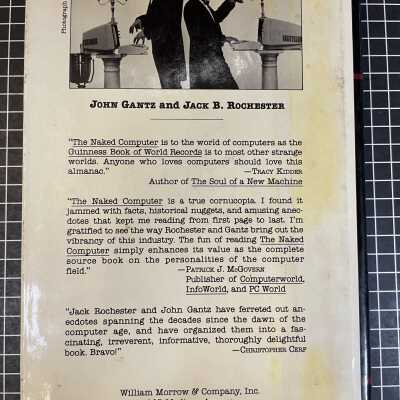 Photograph
JOHN GANTZ and JACK B. ROCHESTER
"The Naked Computer is to the world of computers as the
Guinness Book of World Records is to most other strange
worlds. Anyone who loves computers should love this
almanac." —TRACY KIDDER
Author of The Soul of a New Machine
"The Naked Computer is a true cornucopia. I found it
jammed with facts, historical nuggets, and amusing anec-
dotes that kept me reading from first page to last. I'm
gratified to see the way Rochester and Gantz bring out the
vibrancy of this industry. The fun of reading The Naked
Computer simply enhances its value as the complete
source book on the personalities of the computer
field." —PATRICK J. MCGOVERN
Publisher of Computerworld,
InfoWorld, and PC World
"Jack Rochester and John Gantz have ferreted out an-
ecdotes spanning the decades since the dawn of the
computer age, and have organized them into a fas-
cinating, irreverent, informative, thoroughly delightful
book. Bravo!" —CHRISTOPHER CERF
William Morrow & Company, Inc.